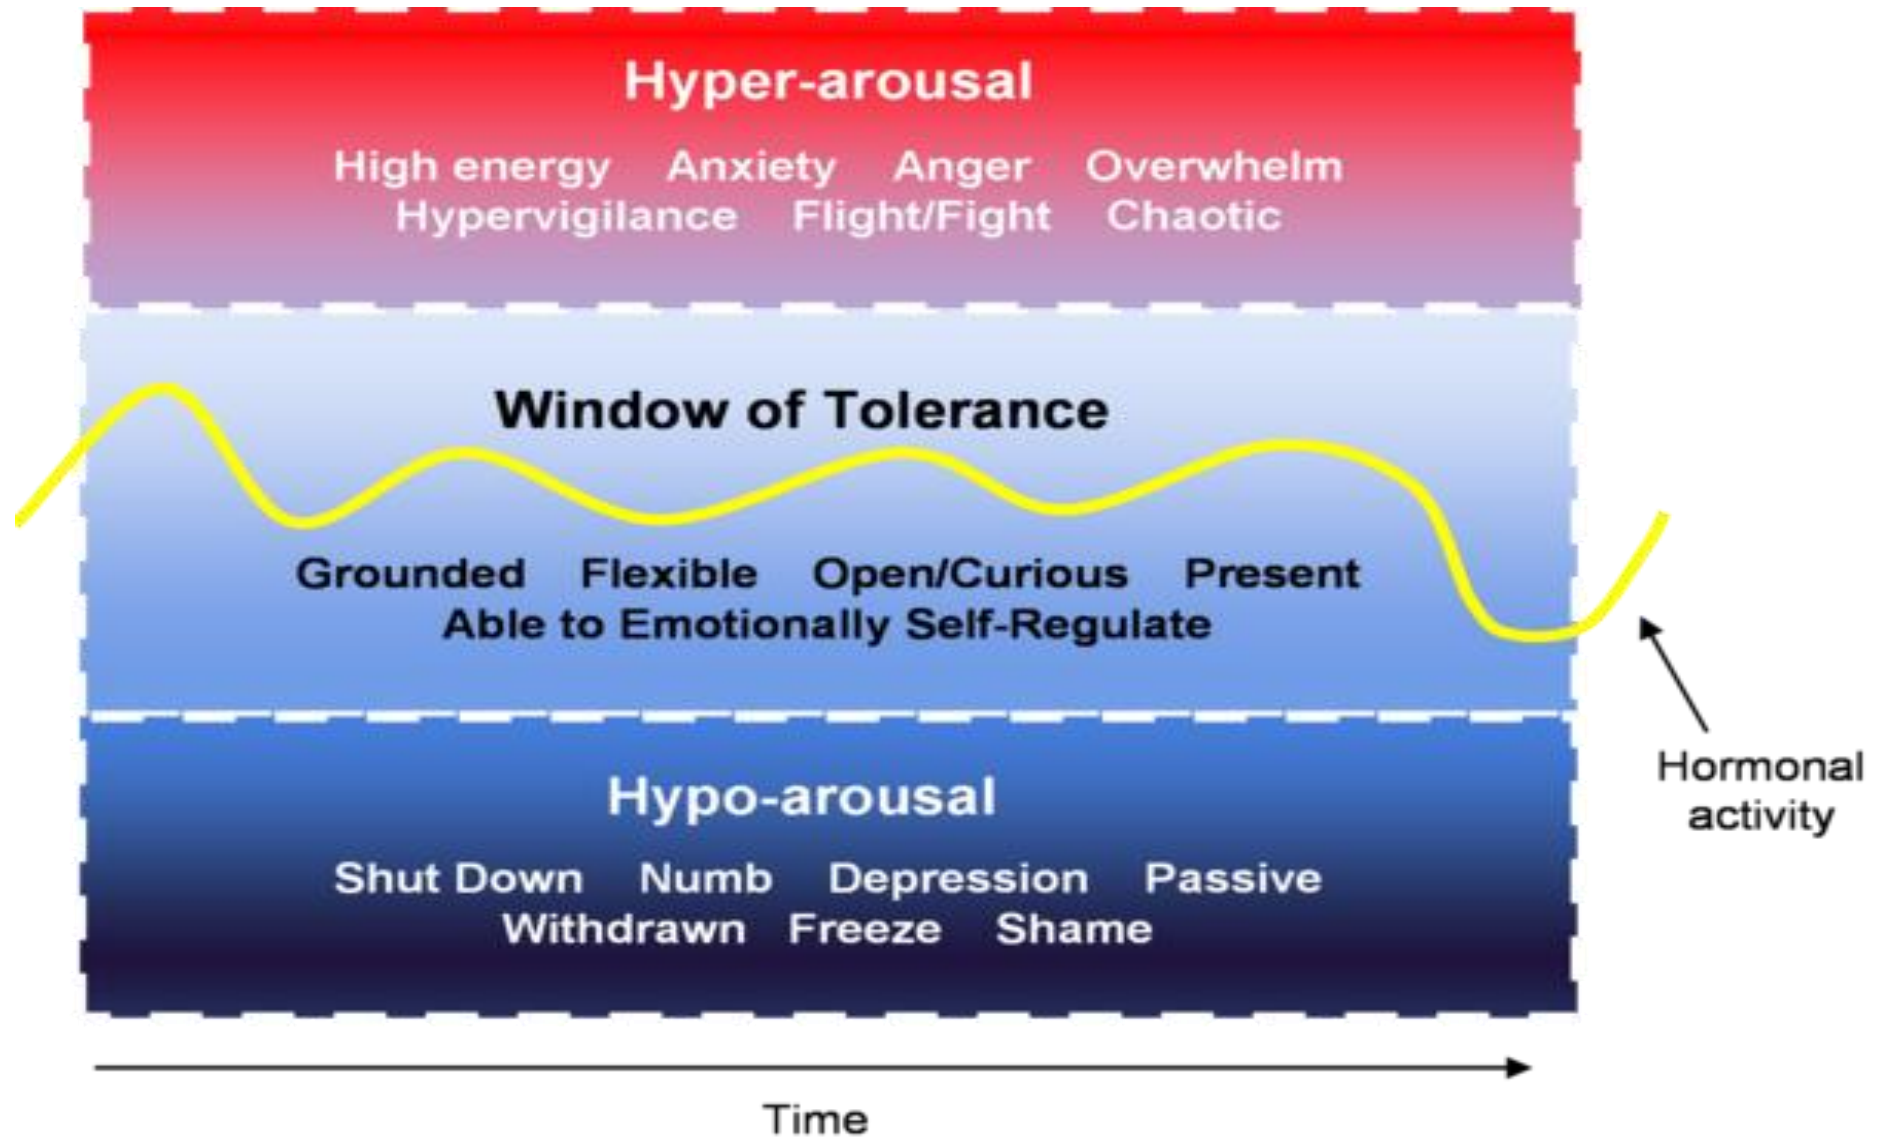 Hyper-arousal
High energy Anxiety Anger Overwhelm
Hypervigilance Flight/Fight Chaotic
Window of Tolerance
Grounded Flexible Open/Curious Present
Able to Emotionally Self-Regulate
Hypo-arousal
Shut Down Numb Depression Passive
Withdrawn Freeze Shame
Hormonal
activity
Time